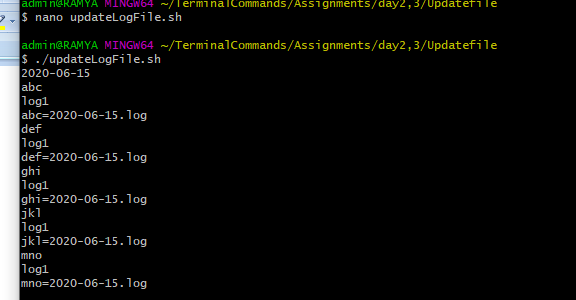 admin@RAMYA MINGW64 ~/TerminalCommands/Assignments/day2,3/Updatefile
$ nano updateLogFile.sh
admin@RAMYA MINGW64 ~/TerminalCommands/Assignments/day2,3/Updatefile
$ ./updateLogFile.sh
2020-06-15
abc
log1
abc=2020-06-15.log
def
log1
def=2020-06-15.log
ghi
log1
ghi=2020-06-15.log
jkl
log1
jkl=2020-06-15.log
mno
log1
mno=2020-06-15.log